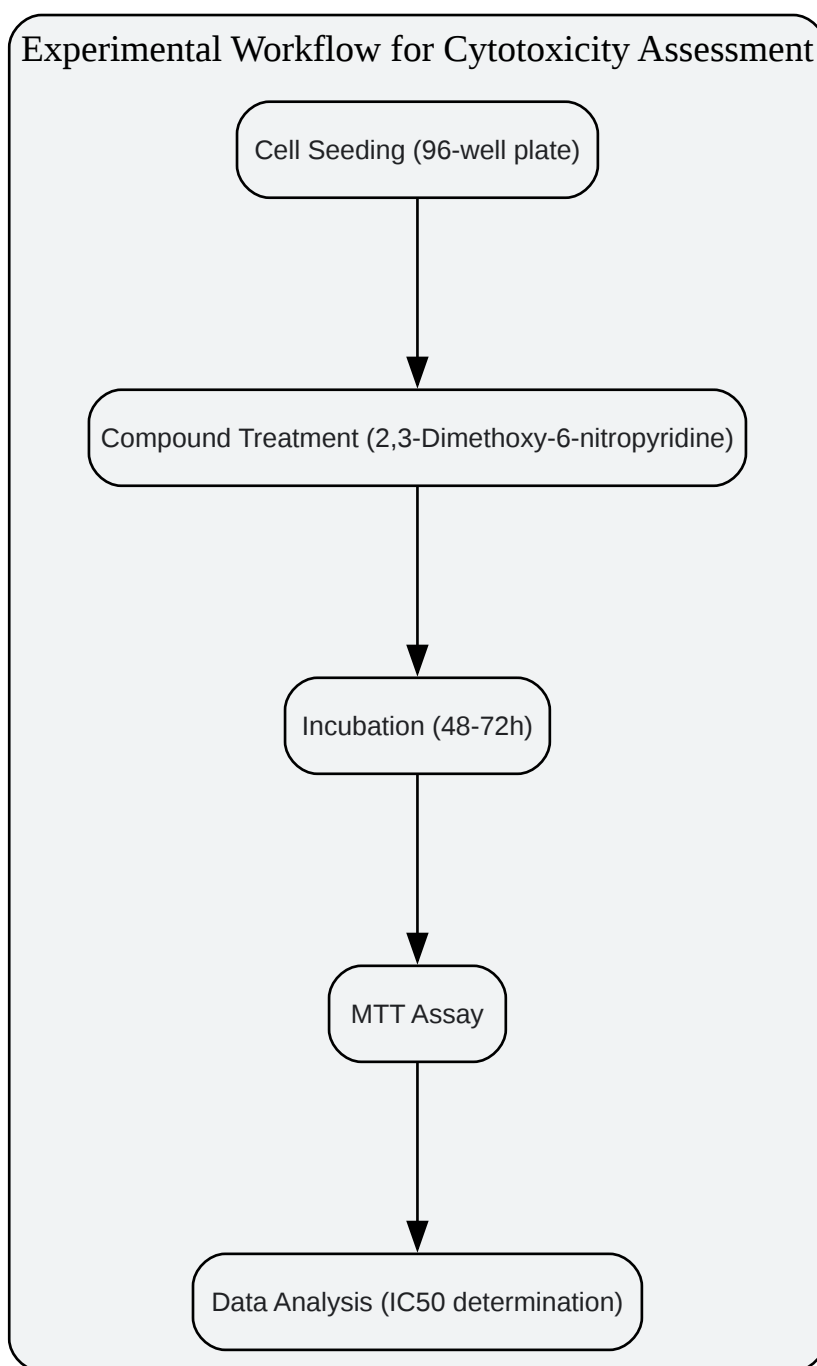 Experimental Workflow for Cytotoxicity Assessment
Cell Seeding (96-well plate)
Compound Treatment (2,3-Dimethoxy-6-nitropyridine)
Incubation (48-72h)
MTT Assay
Data Analysis (IC50 determination)